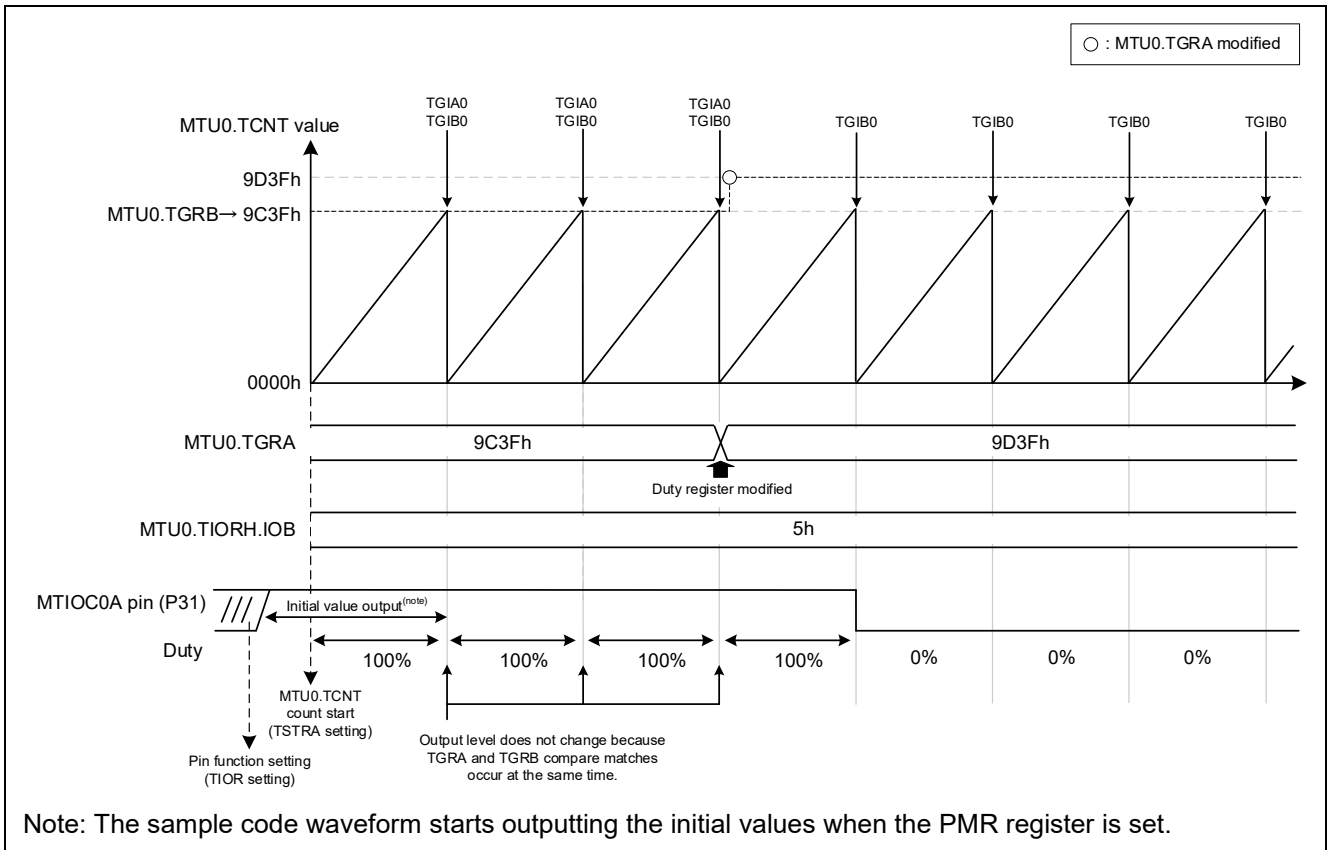 ○ : MTU0.TGRA modified
TGIA0 TGIA0 TGIA0
TGIB0 TGIB0 TGIB0 TGIB0 TGIB0 TGIB0 TGIB0
MTU0.TCNT value
9D3Fh
MTU0.TGRB→ 9C3Fh
0000h
MTU0.TGRA 9C3Fh 9D3Fh
Duty register modified
MTU0.TIORH.IOB 5h
MTIOC0A pin (P31) Initial value output(note)
Duty 100% 100% 100% 100% 0% 0% 0%
MTU0.TCNT
count start
(TSTRA setting)
Pin function setting
(TIOR setting)
Output level does not change because
TGRA and TGRB compare matches
occur at the same time.
Note: The sample code waveform starts outputting the initial values when the PMR register is set.